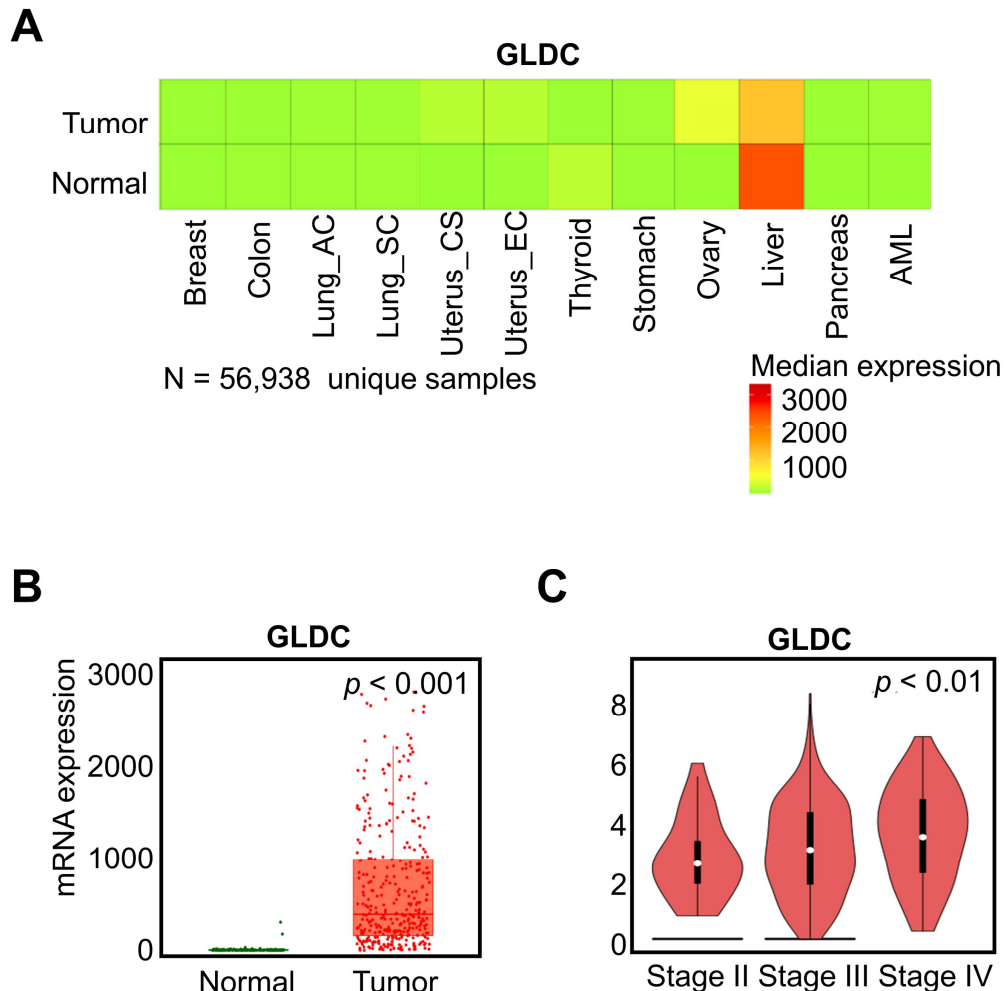 A
GLDC
Tumor
Normal
Breast
Colon
Lung_AC
Lung_SC
Uterus_CS
Uterus_EC
Thyroid
Stomach
Ovary
Liver
Pancreas
AML
N = 56,938 unique samples
Median expression
3000
2000
1000
B
GLDC
mRNA expression
3000
2000
1000
0
p < 0.001
Normal
Tumor
C
GLDC
8
6
4
2
0
p < 0.01
Stage II
Stage III
Stage IV